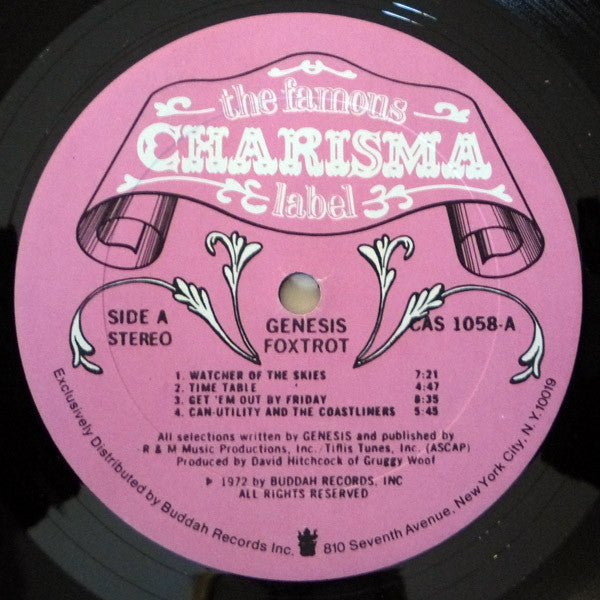 the famous
CHARISMA
label
SIDE A
STEREO
GENESIS
FOXTROT
CAS 1058-A
1. WATCHER OF THE SKIES 7:21
2. TIME TABLE 4:47
3. GET 'EM OUT BY FRIDAY 8:35
4. CAN-UTILITY AND THE COASTLINERS 5:45
All selections written by GENESIS and published by
R & M Music Productions, Inc./Tiflis Tunes, Inc. (ASCAP)
Produced by David Hitchcock of Gruggy Woof
℗ 1972 by BUDDAH RECORDS, INC
ALL RIGHTS RESERVED
Exclusively Distributed by Buddah Records Inc. 810 Seventh Avenue, New York City, N.Y. 10019